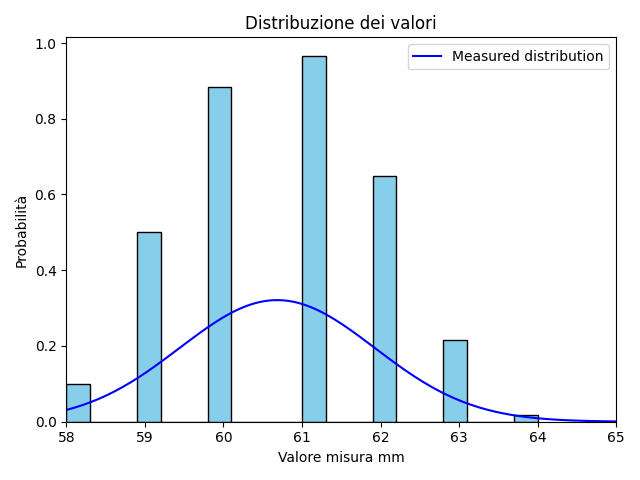 Distribuzione dei valori
Measured distribution
Probabilità
1.0
0.8
0.6
0.4
0.2
0.0
58 59 60 61 62 63 64 65
Valore misura mm